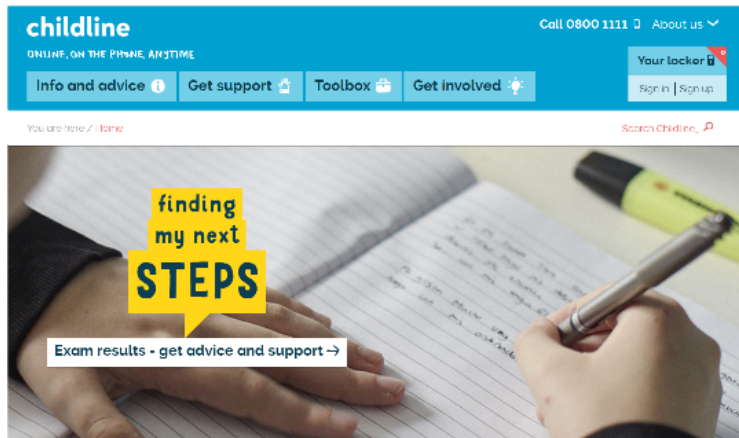 childline
ONLINE, ON THE PHONE, ANYTIME
Call 0800 1111 About us
Your locker
Sign in | Sign up
Info and advice Get support Toolbox Get involved
You are here / Home
Search Childline
finding
my next
STEPS
Exam results - get advice and support →